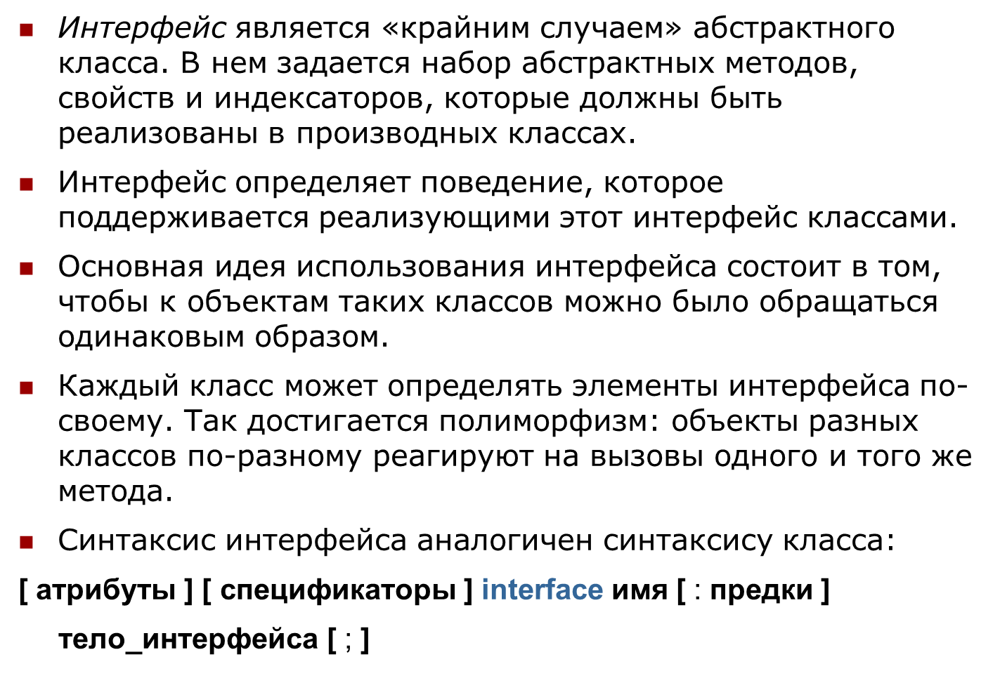 Интерфейс является «крайним случаем» абстрактного
класса. В нем задается набор абстрактных методов,
свойств и индексаторов, которые должны быть
реализованы в производных классах.
Интерфейс определяет поведение, которое
поддерживается реализующими этот интерфейс классами.
Основная идея использования интерфейса состоит в том,
чтобы к объектам таких классов можно было обращаться
одинаковым образом.
Каждый класс может определять элементы интерфейса по-
своему. Так достигается полиморфизм: объекты разных
классов по-разному реагируют на вызовы одного и того же
метода.
Синтаксис интерфейса аналогичен синтаксису класса:
[ атрибуты ] [ спецификаторы ] interface имя [ : предки ]
тело_интерфейса [ ; ]